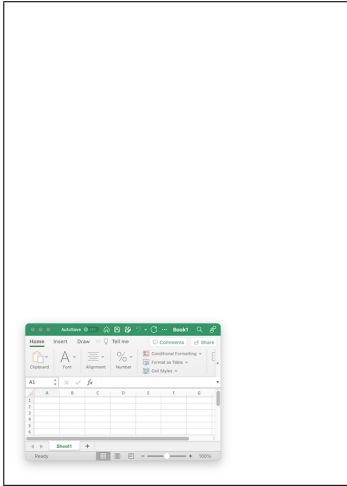 AutoSave Book1
Home Insert Draw Tell me Comments Share
Clipboard Font Alignment Number Conditional Formatting
Format as Table
Cell Styles
A1 fx
A B C D E F G
1
2
3
4
5
6
Sheet1 +
Ready 100%